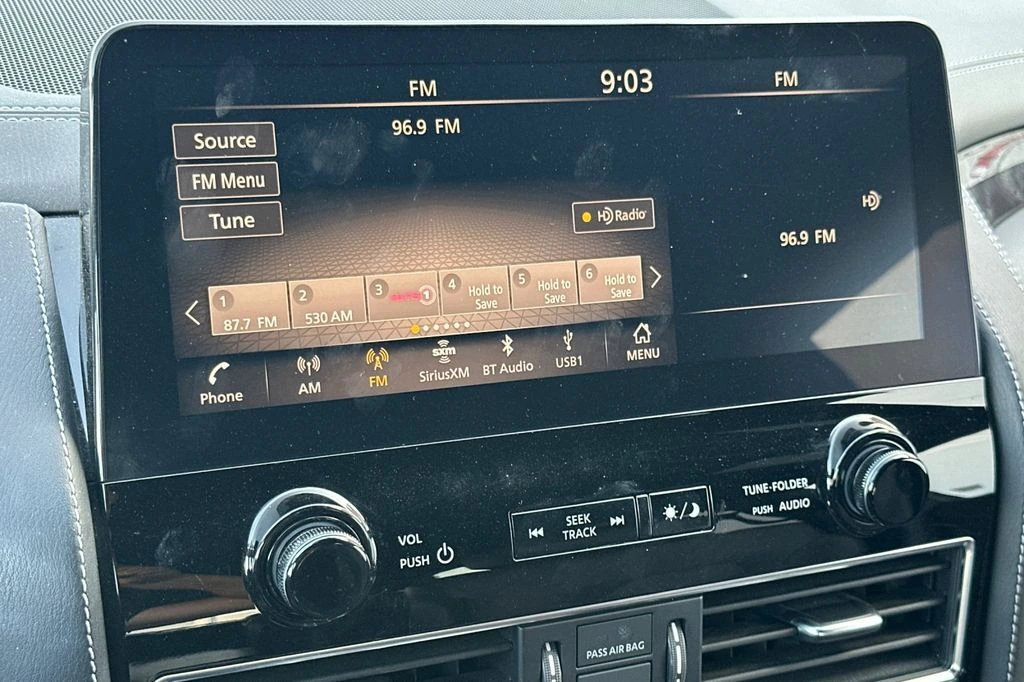 FM 9:03 FM
96.9 FM
Source
FM Menu
Tune
HD Radio
96.9 FM
HD
1 87.7 FM
2 530 AM
3 1
4 Hold to Save
5 Hold to Save
6 Hold to Save
Phone
AM
A FM
sxm SiriusXM
BT Audio
USB1
MENU
VOL
PUSH
SEEK
TRACK
TUNE·FOLDER
PUSH AUDIO
PASS AIR BAG